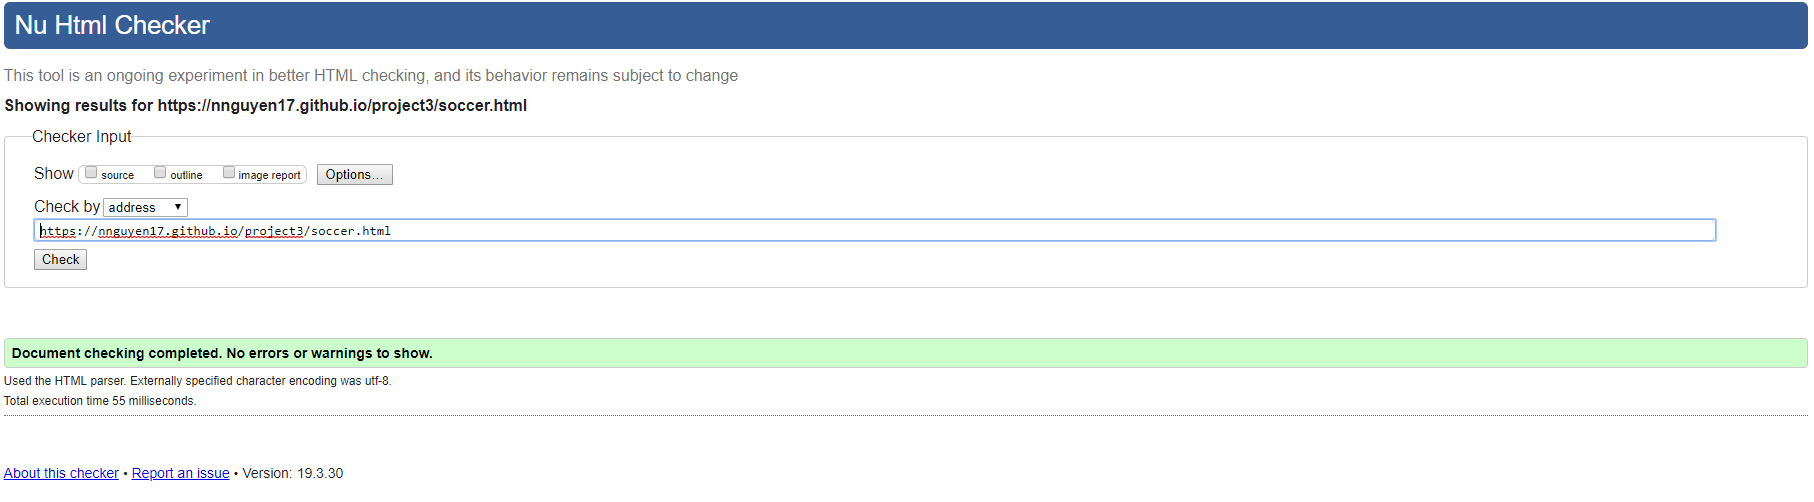 Nu Html Checker
This tool is an ongoing experiment in better HTML checking, and its behavior remains subject to change
Showing results for https://nnguyen17.github.io/project3/soccer.html
Checker Input
Show source outline image report Options...
Check by address
https://nnguyen17.github.io/project3/soccer.html
Check
Document checking completed. No errors or warnings to show.
Used the HTML parser. Externally specified character encoding was utf-8.
Total execution time 55 milliseconds.
About this checker • Report an issue • Version: 19.3.30